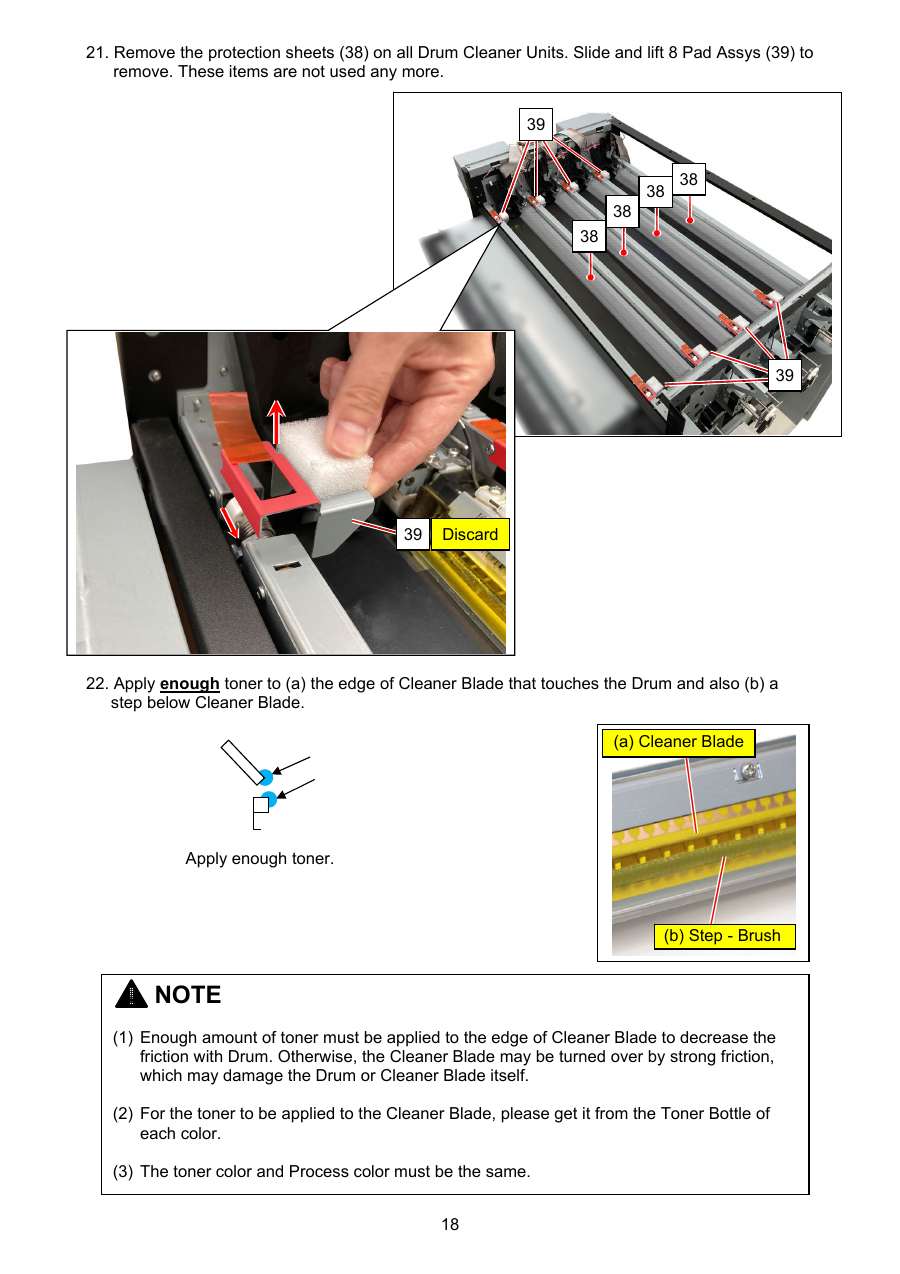 21. Remove the protection sheets (38) on all Drum Cleaner Units. Slide and lift 8 Pad Assys (39) to
remove. These items are not used any more.
39
38
38
38
38
39
39 Discard
22. Apply enough toner to (a) the edge of Cleaner Blade that touches the Drum and also (b) a
step below Cleaner Blade.
(a) Cleaner Blade
Apply enough toner.
(b) Step - Brush
NOTE
(1) Enough amount of toner must be applied to the edge of Cleaner Blade to decrease the
friction with Drum. Otherwise, the Cleaner Blade may be turned over by strong friction,
which may damage the Drum or Cleaner Blade itself.
(2) For the toner to be applied to the Cleaner Blade, please get it from the Toner Bottle of
each color.
(3) The toner color and Process color must be the same.
18